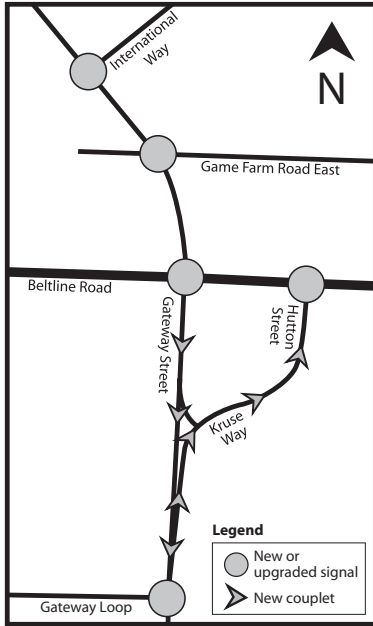 International
Way
N
Game Farm Road East
Beltline Road
Gateway Street
Hutton
Street
Kruse
Way
Legend
New or
upgraded signal
New couplet
Gateway Loop